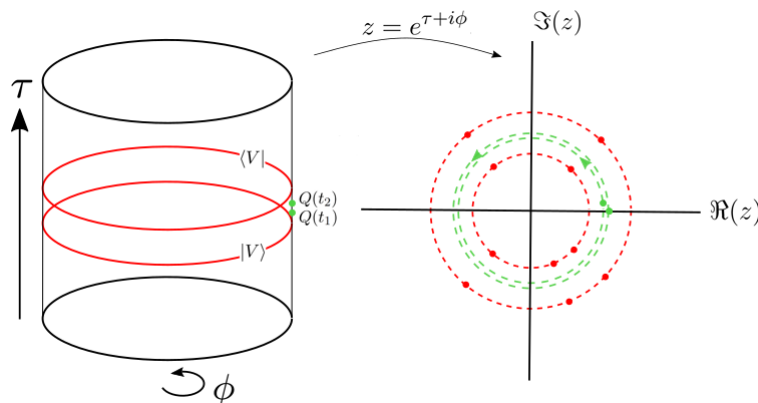 z = e^{τ+iϕ}
ℑ(z)
τ
⟨V|
Q(t₂)
Q(t₁)
ℜ(z)
|V⟩
ϕ